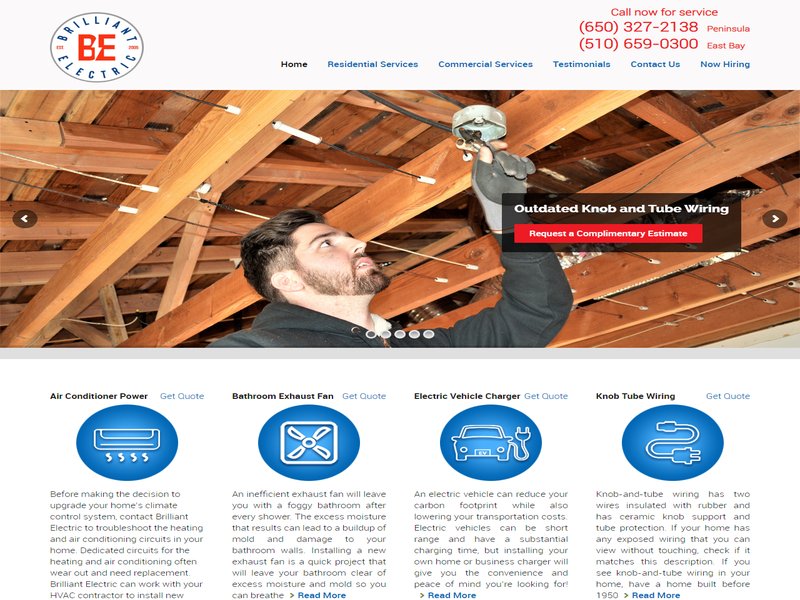 BRILLIANT
EST. BE 2005
ELECTRIC
Call now for service
(650) 327-2138 Peninsula
(510) 659-0300 East Bay
Home Residential Services Commercial Services Testimonials Contact Us Now Hiring
Outdated Knob and Tube Wiring
Request a Complimentary Estimate
Air Conditioner Power Get Quote
Before making the decision to
upgrade your home's climate
control system, contact Brilliant
Electric to troubleshoot the heating
and air conditioning circuits in your
home. Dedicated circuits for the
heating and air conditioning often
wear out and need replacement.
Brilliant Electric can work with your
HVAC contractor to install new
Bathroom Exhaust Fan Get Quote
An inefficient exhaust fan will leave
you with a foggy bathroom after
every shower. The excess moisture
that results can lead to a buildup of
mold and damage to your
bathroom walls. Installing a new
exhaust fan is a quick project that
will leave your bathroom clear of
excess moisture and mold so you
can breathe > Read More
Electric Vehicle Charger Get Quote
EV
An electric vehicle can reduce your
carbon footprint while also
lowering your transportation costs.
Electric vehicles can be short
range and have a substantial
charging time, but installing your
own home or business charger will
give you the convenience and
peace of mind you're looking for!
> Read More
Knob Tube Wiring Get Quote
Knob-and-tube wiring has two
wires insulated with rubber and
has ceramic knob support and
tube protection. If your home has
any exposed wiring that you can
view without touching, check if it
matches this description. If you
see knob-and-tube wiring in your
home, have a home built before
1950 > Read More